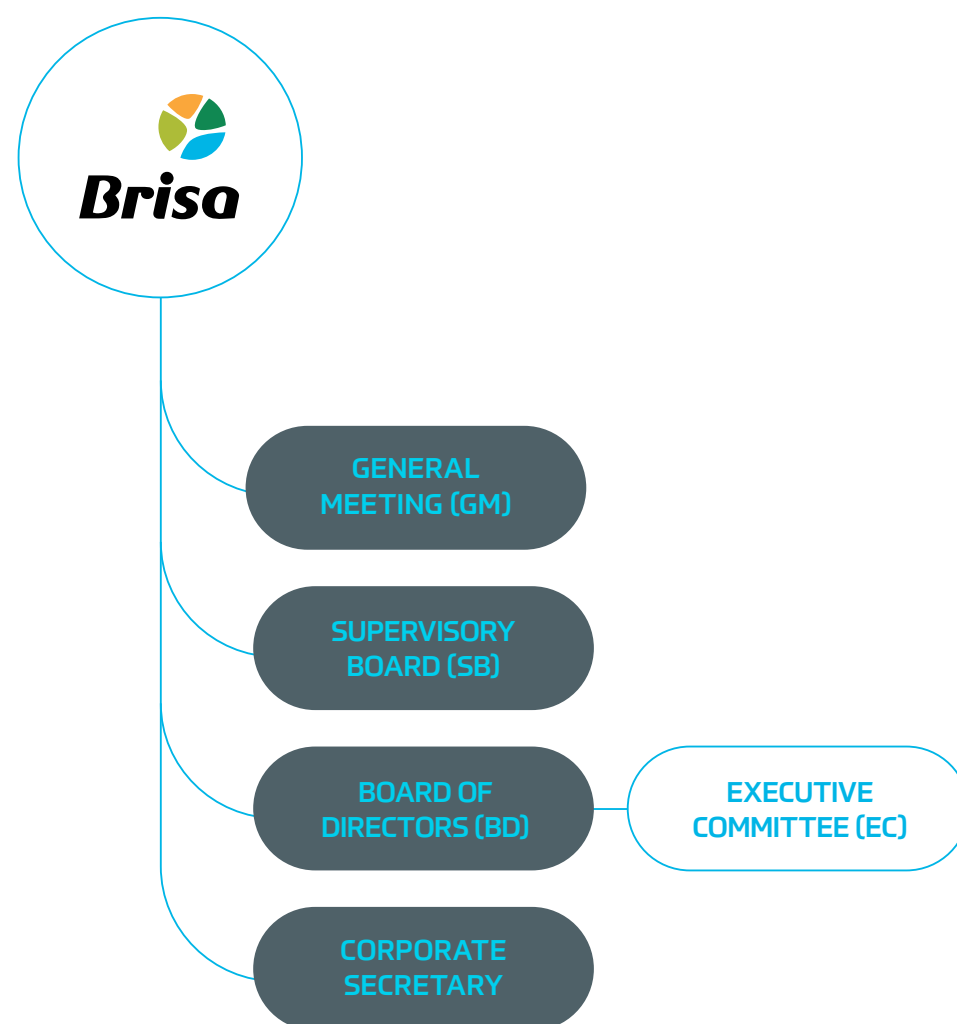 Brisa
GENERAL
MEETING (GM)
SUPERVISORY
BOARD (SB)
BOARD OF
DIRECTORS (BD)
EXECUTIVE
COMMITTEE (EC)
CORPORATE
SECRETARY